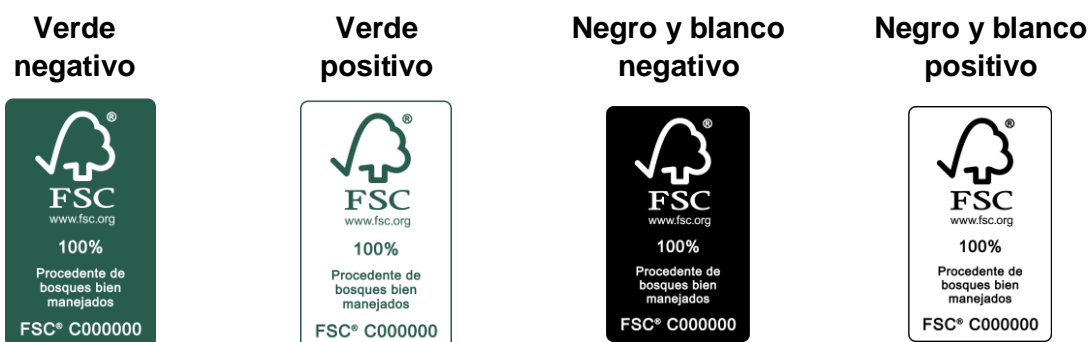 Verde
negativo
Verde
positivo
Negro y blanco
negativo
Negro y blanco
positivo
®
FSC
www.fsc.org
100%
Procedente de
bosques bien
manejados
FSC® C000000
®
FSC
www.fsc.org
100%
Procedente de
bosques bien
manejados
FSC® C000000
®
FSC
www.fsc.org
100%
Procedente de
bosques bien
manejados
FSC® C000000
®
FSC
www.fsc.org
100%
Procedente de
bosques bien
manejados
FSC® C000000